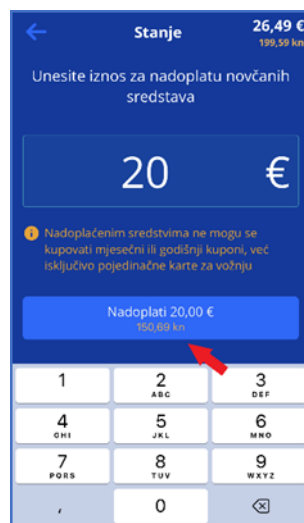 Stanje
26,49 €
199,59 kn
Unesite iznos za nadoplatu novčanih
sredstava
20 €
Nadoplaćenim sredstvima ne mogu se
kupovati mjesečni ili godišnji kuponi, već
isključivo pojedinačne karte za vožnju
Nadoplati 20,00 €
150,69 kn
1 2 3
ABC DEF
4 5 6
GHI JKL MNO
7 8 9
PQRS TUV WXYZ
, 0